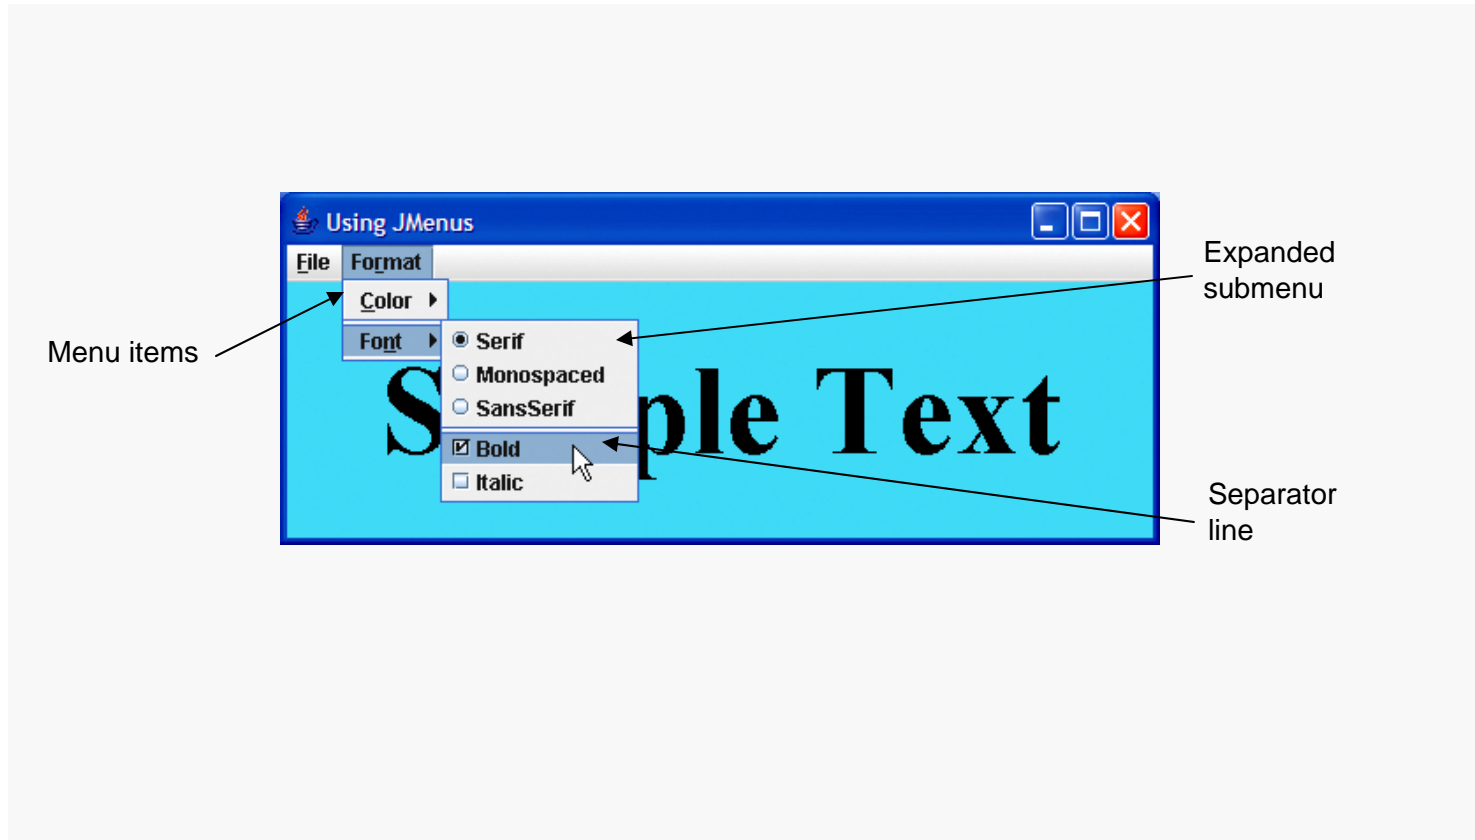 Using JMenus
File Format
Expanded
submenu
Color
Menu items
Font
Serif
Monospaced
SansSerif
Bold
Italic
S ple Text
Separator
line